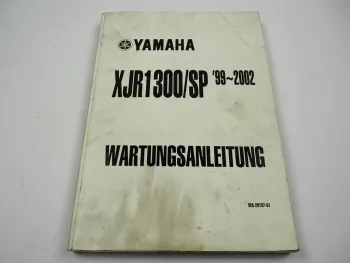 YAMAHA
XJR1300/SP '99~2002
WARTUNGSANLEITUNG